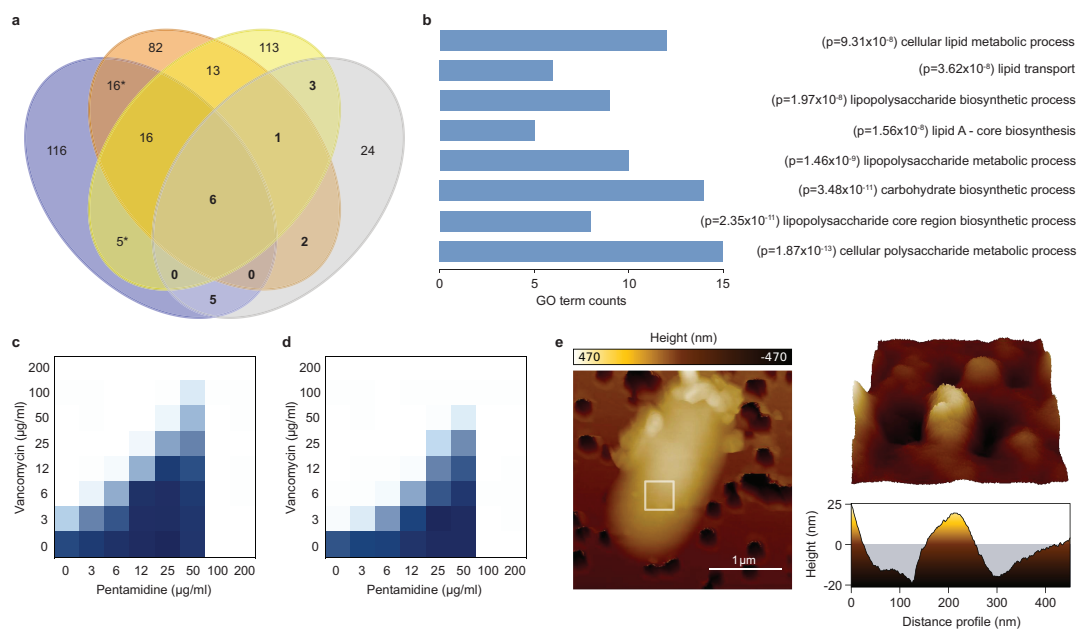 a
82
113
16*
13
3
116
16
1
24
6
5*
2
0
0
5
b
(p=9.31x10⁻⁸) cellular lipid metabolic process
(p=3.62x10⁻⁸) lipid transport
(p=1.97x10⁻⁸) lipopolysaccharide biosynthetic process
(p=1.56x10⁻⁸) lipid A - core biosynthesis
(p=1.46x10⁻⁹) lipopolysaccharide metabolic process
(p=3.48x10⁻¹¹) carbohydrate biosynthetic process
(p=2.35x10⁻¹¹) lipopolysaccharide core region biosynthetic process
(p=1.87x10⁻¹³) cellular polysaccharide metabolic process
0 5 10 15
GO term counts
c
Vancomycin (µg/ml)
200
100
50
25
12
6
3
0
0 3 6 12 25 50 100 200
Pentamidine (µg/ml)
d
Vancomycin (µg/ml)
200
100
50
25
12
6
3
0
0 3 6 12 25 50 100 200
Pentamidine (µg/ml)
e
Height (nm)
470 -470
1 µm
Height (nm)
25
0
-20
0 100 200 300 400
Distance profile (nm)